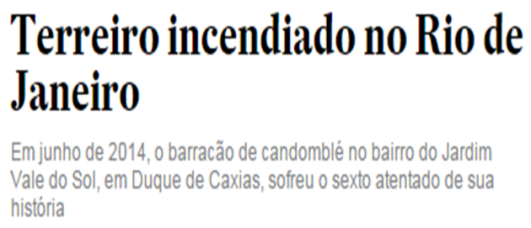 Terreiro incendiado no Rio de
Janeiro
Em junho de 2014, o barracão de candomblé no bairro do Jardim
Vale do Sol, em Duque de Caxias, sofreu o sexto atentado de sua
história